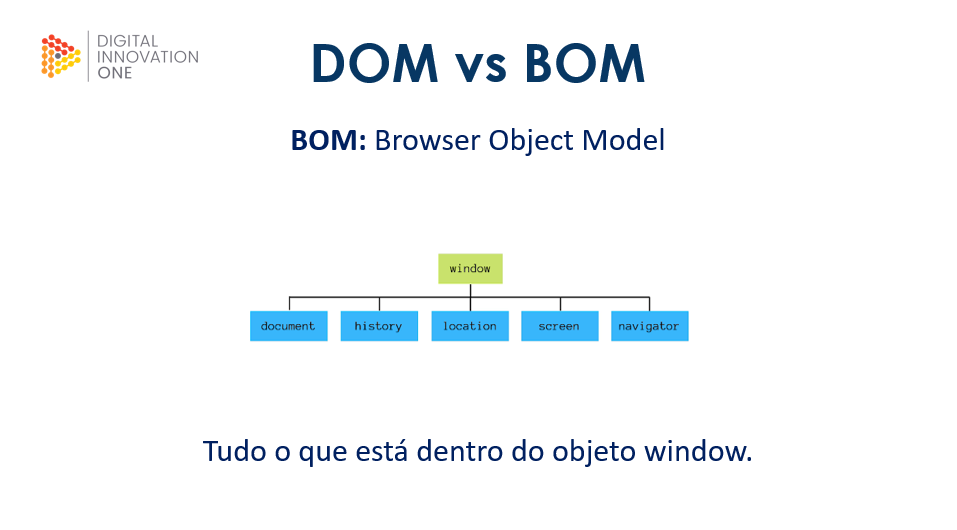 DIGITAL
INNOVATION
ONE
DOM vs BOM
BOM: Browser Object Model
window
document history location screen navigator
Tudo o que está dentro do objeto window.